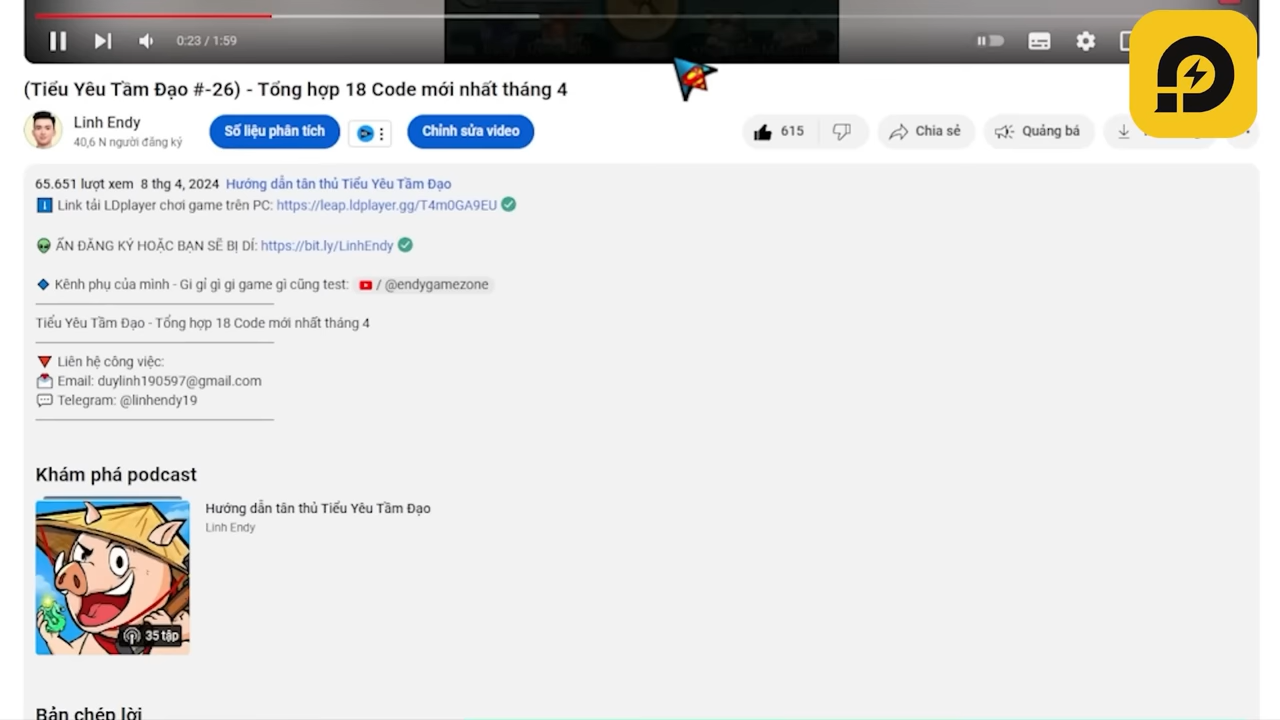 0:23 / 1:59
(Tiểu Yêu Tầm Đạo #-26) - Tổng hợp 18 Code mới nhất tháng 4
Linh Endy
40,6 N người đăng ký
Số liệu phân tích
Chỉnh sửa video
615
Chia sẻ
Quảng bá
65.651 lượt xem 8 thg 4, 2024 Hướng dẫn tân thủ Tiểu Yêu Tầm Đạo
Link tải LDplayer chơi game trên PC: https://leap.ldplayer.gg/T4m0GA9EU
ẤN ĐĂNG KÝ HOẶC BẠN SẼ BỊ DÍ: https://bit.ly/LinhEndy
Kênh phụ của mình - Gi gỉ gì gi game gì cũng test: / @endygamezone
Tiểu Yêu Tầm Đạo - Tổng hợp 18 Code mới nhất tháng 4
Liên hệ công việc:
Email: duylinh190597@gmail.com
Telegram: @linhendy19
Khám phá podcast
Hướng dẫn tân thủ Tiểu Yêu Tầm Đạo
Linh Endy
35 tập
Bản chép lời